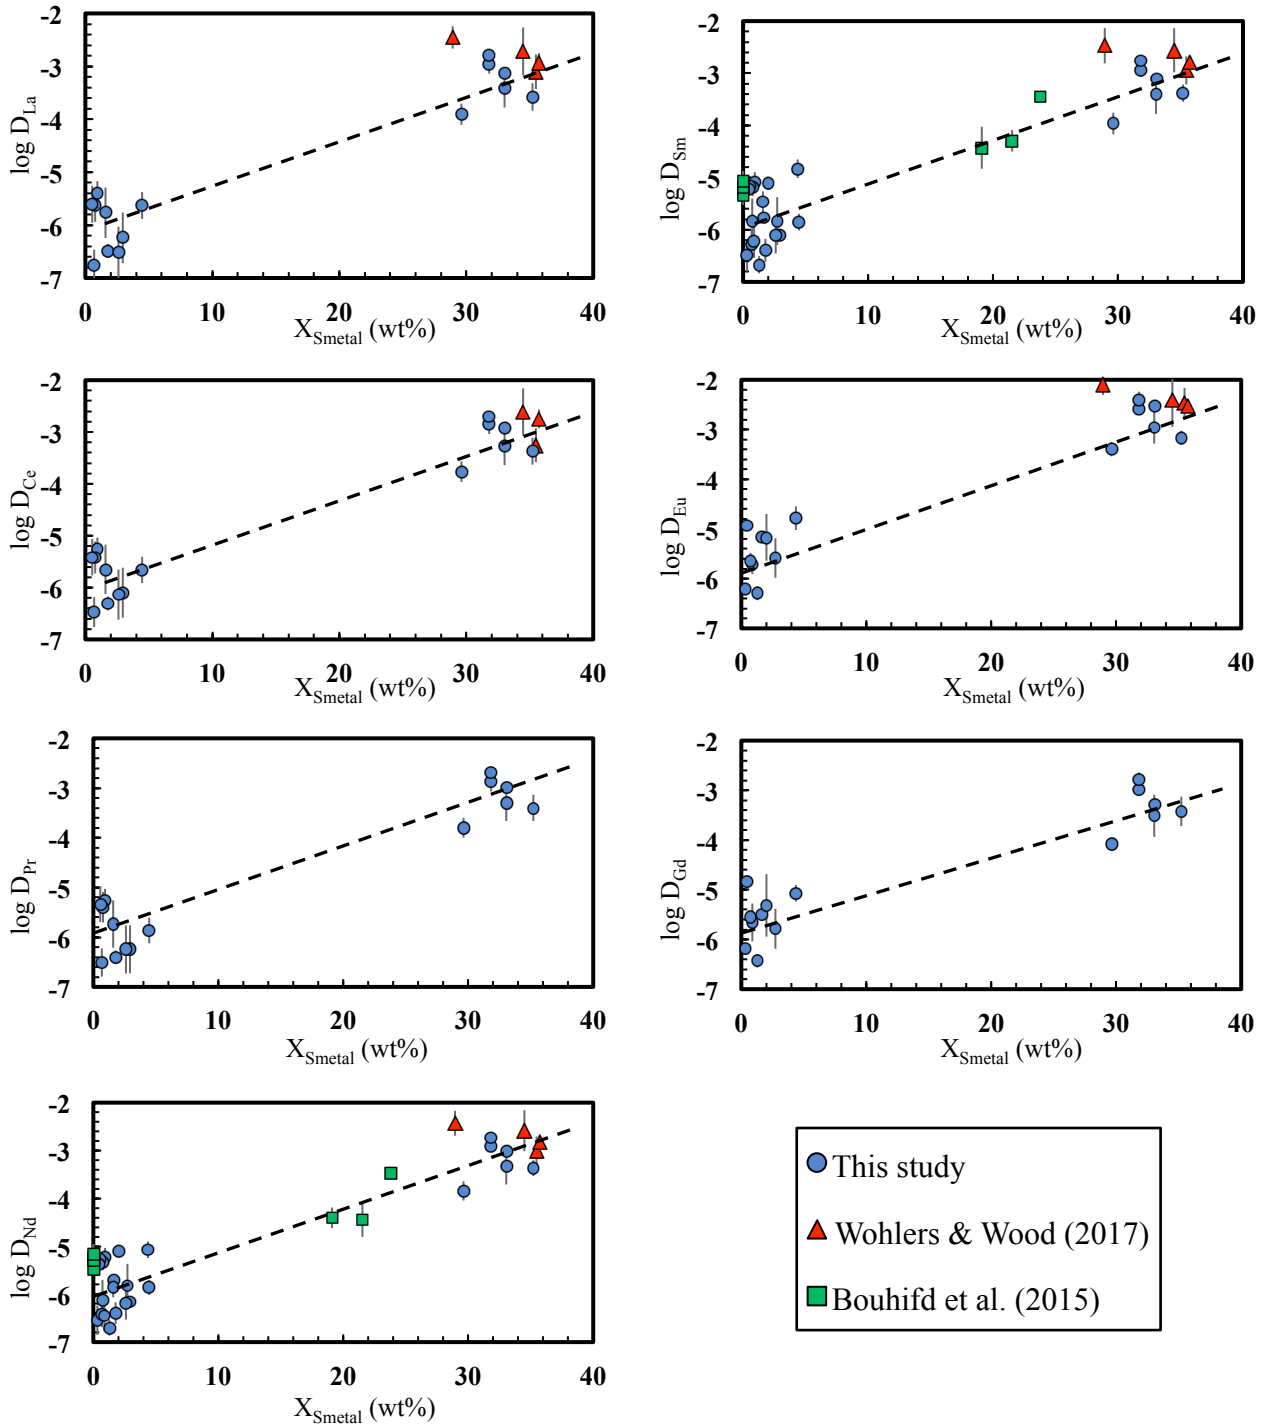 -2
-3
-4
-5
-6
-7
log D_La
0 10 20 30 40
X_Smetal (wt%)
-2
-3
-4
-5
-6
-7
log D_Sm
0 10 20 30 40
X_Smetal (wt%)
-2
-3
-4
-5
-6
-7
log D_Ce
0 10 20 30 40
X_Smetal (wt%)
-2
-3
-4
-5
-6
-7
log D_Eu
0 10 20 30 40
X_Smetal (wt%)
-2
-3
-4
-5
-6
-7
log D_Pr
0 10 20 30 40
X_Smetal (wt%)
-2
-3
-4
-5
-6
-7
log D_Gd
0 10 20 30 40
X_Smetal (wt%)
-2
-3
-4
-5
-6
-7
log D_Nd
0 10 20 30 40
X_Smetal (wt%)
This study
Wohlers & Wood (2017)
Bouhifd et al. (2015)